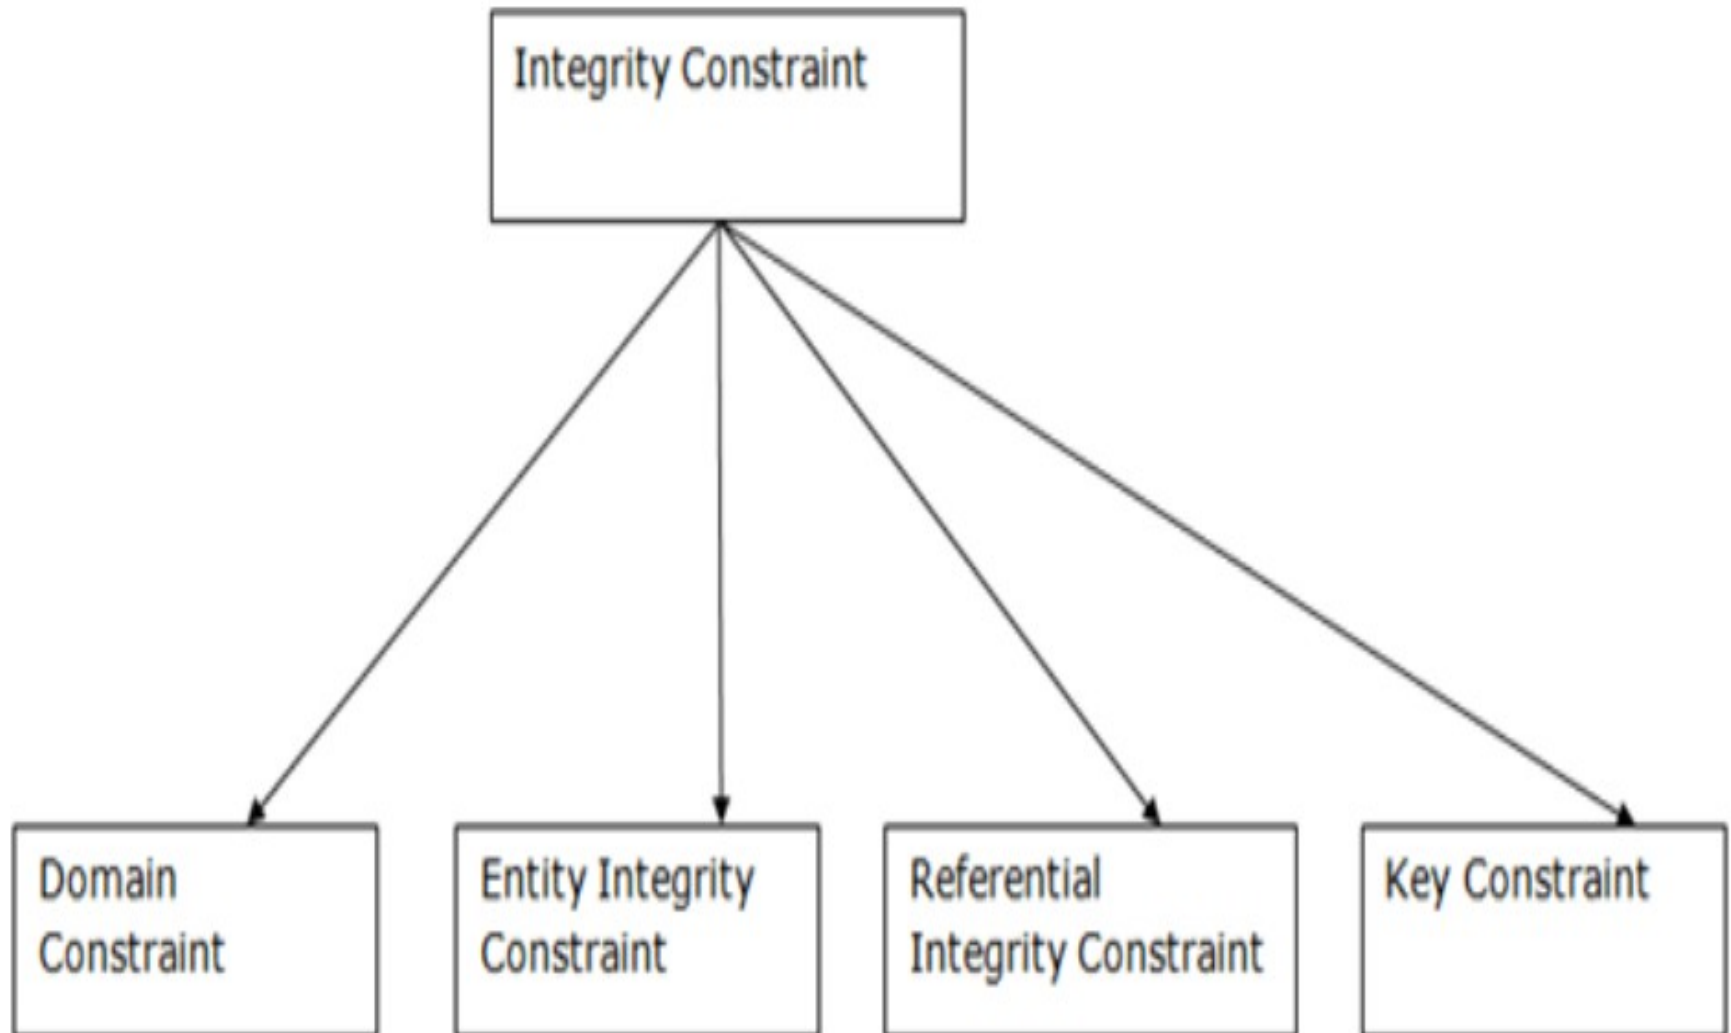 Integrity Constraint
Domain
Constraint
Entity Integrity
Constraint
Referential
Integrity Constraint
Key Constraint